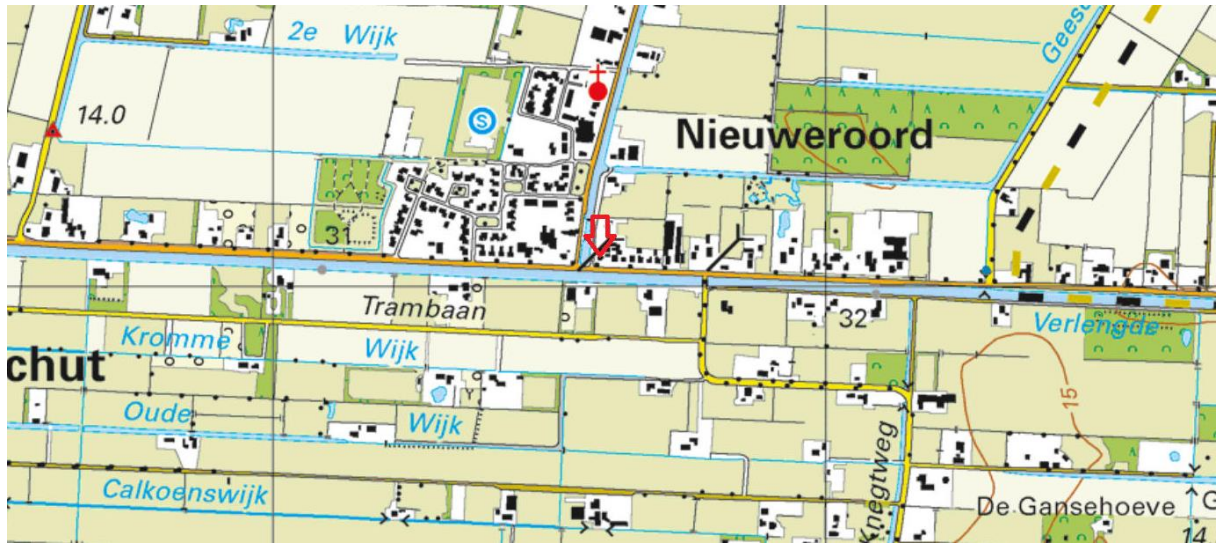 2e Wijk
Geesb
14.0
S
Nieuweroord
31
Trambaan
32
Kromme Wijk
Verlengde
chut
15
Oude Wijk
Knegtweg
Calkoenswijk
De Gansehoeve
G
14